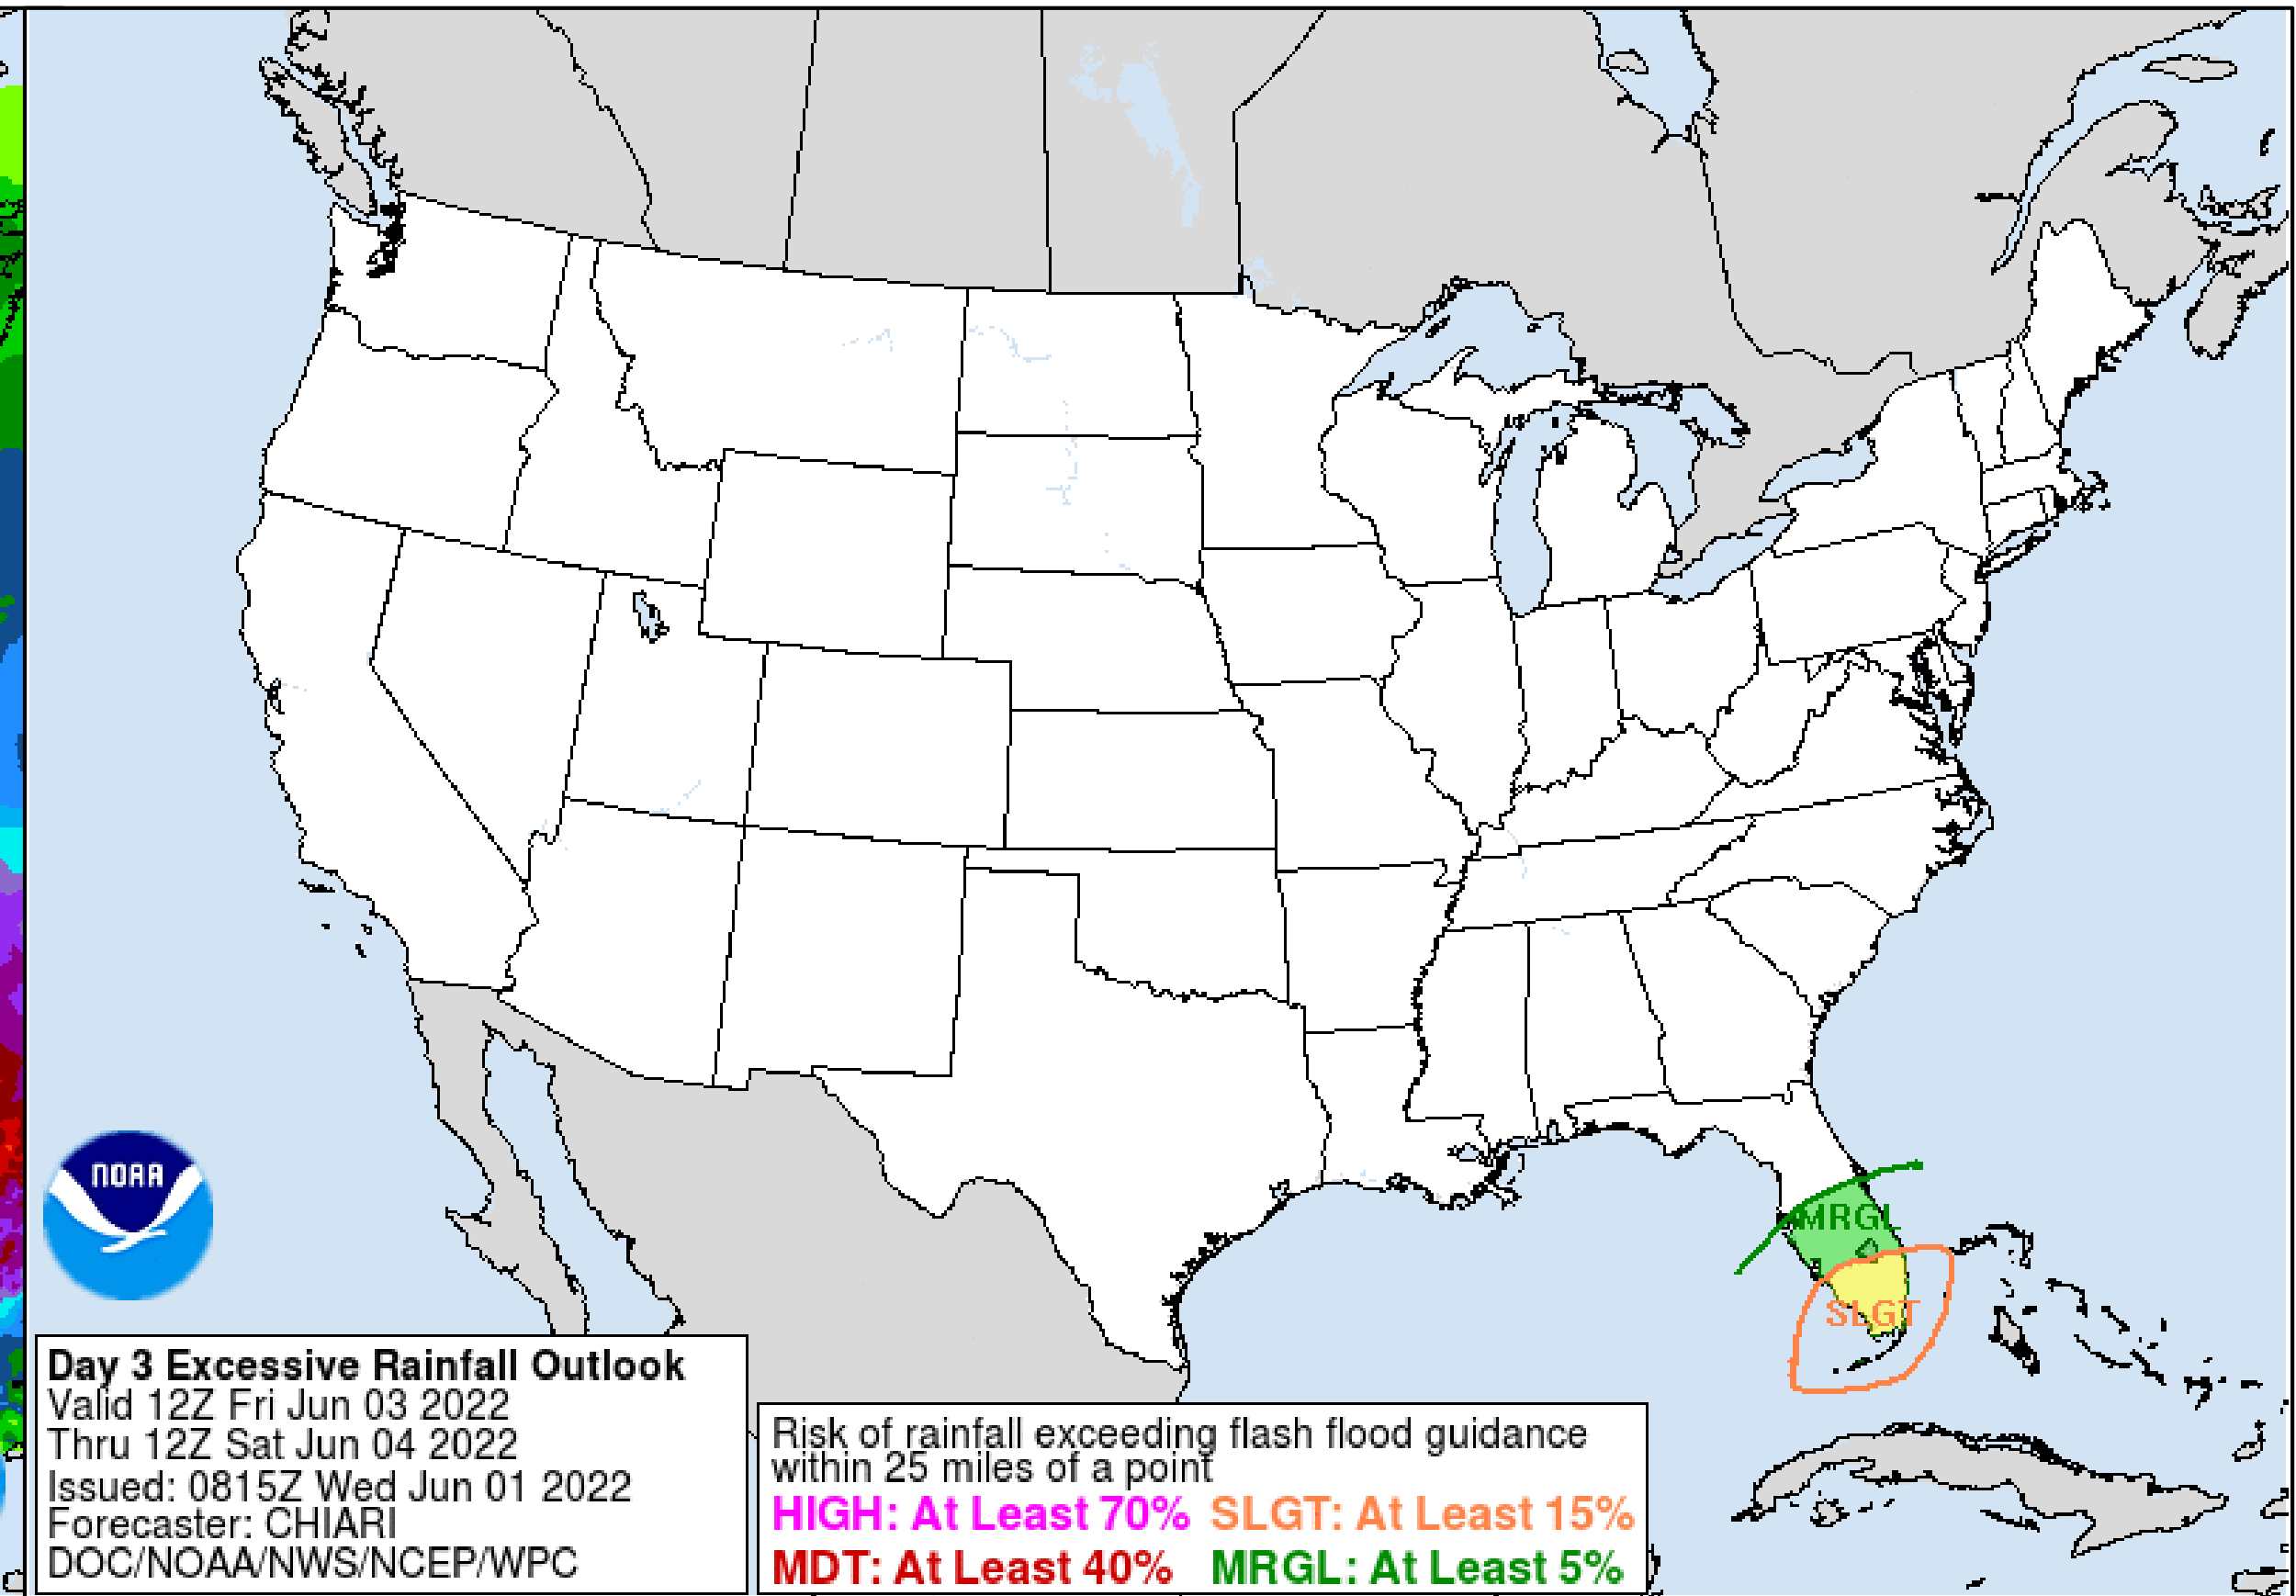 MRGL
SLGT
NOAA
Day 3 Excessive Rainfall Outlook
Valid 12Z Fri Jun 03 2022
Thru 12Z Sat Jun 04 2022
Issued: 0815Z Wed Jun 01 2022
Forecaster: CHIARI
DOC/NOAA/NWS/NCEP/WPC
Risk of rainfall exceeding flash flood guidance
within 25 miles of a point
HIGH: At Least 70% SLGT: At Least 15%
MDT: At Least 40% MRGL: At Least 5%